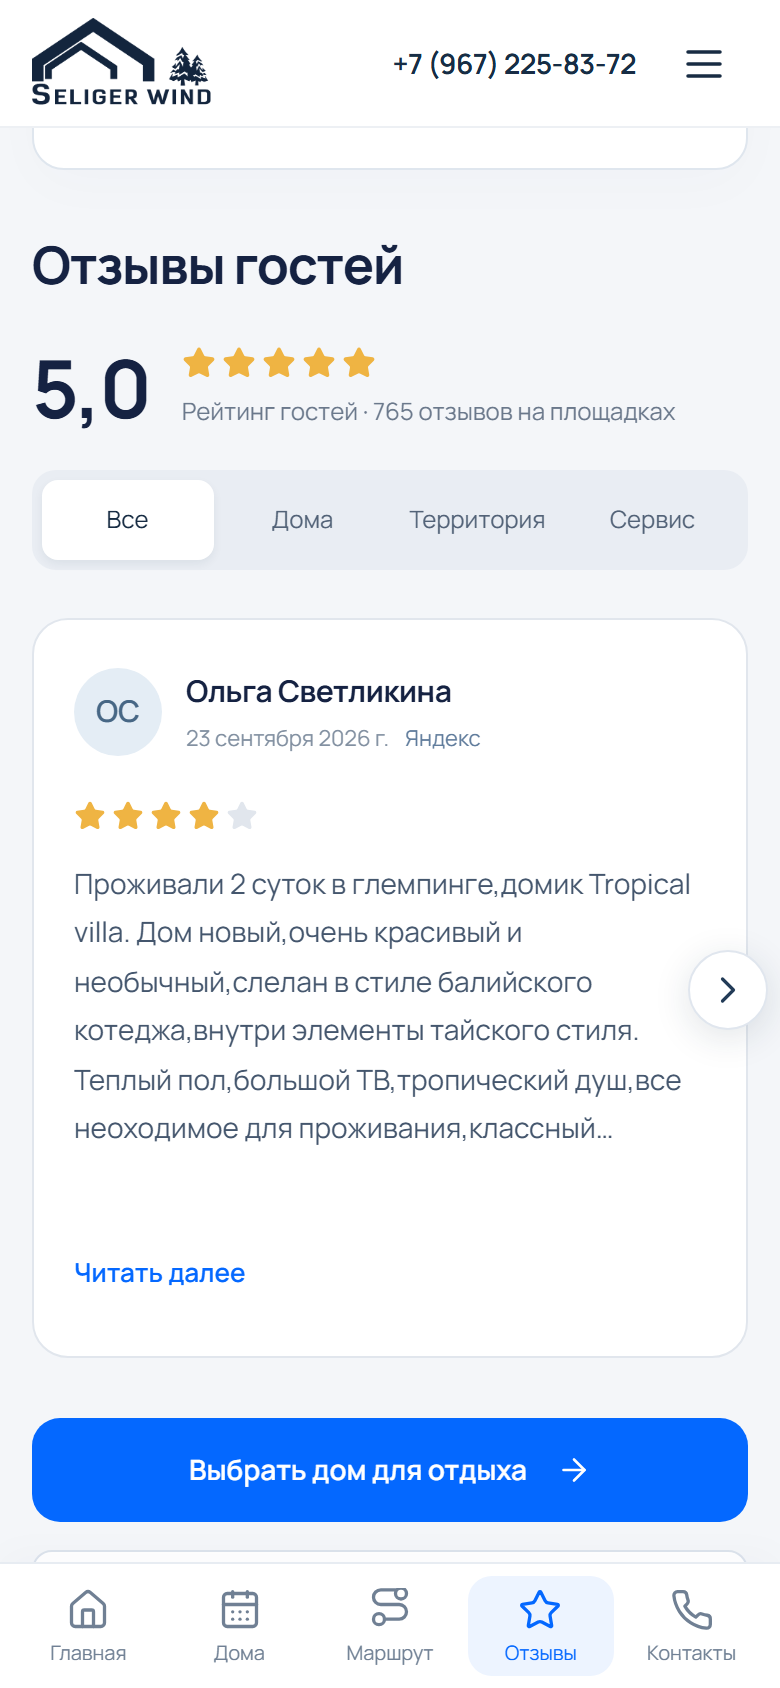 SELIGER WIND
+7 (967) 225-83-72
Отзывы гостей
5,0
Рейтинг гостей · 765 отзывов на площадках
Все
Дома
Территория
Сервис
ОС
Ольга Светликина
23 сентября 2026 г. Яндекс
Проживали 2 суток в глемпинге,домик Tropical
villa. Дом новый,очень красивый и
необычный,слелан в стиле балийского
котеджа,внутри элементы тайского стиля.
Теплый пол,большой ТВ,тропический душ,все
неоходимое для проживания,классный...
Читать далее
Выбрать дом для отдыха
Главная
Дома
Маршрут
Отзывы
Контакты